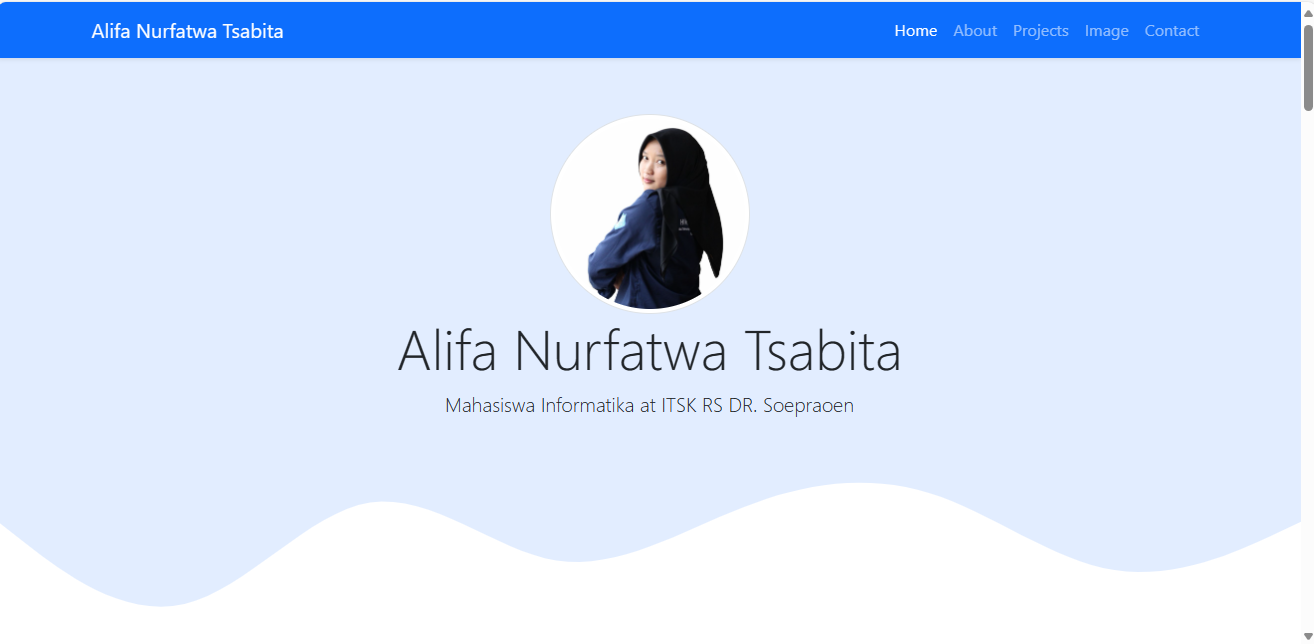 Alifa Nurfatwa Tsabita
Home About Projects Image Contact
Alifa Nurfatwa Tsabita
Mahasiswa Informatika at ITSK RS DR. Soepraoen